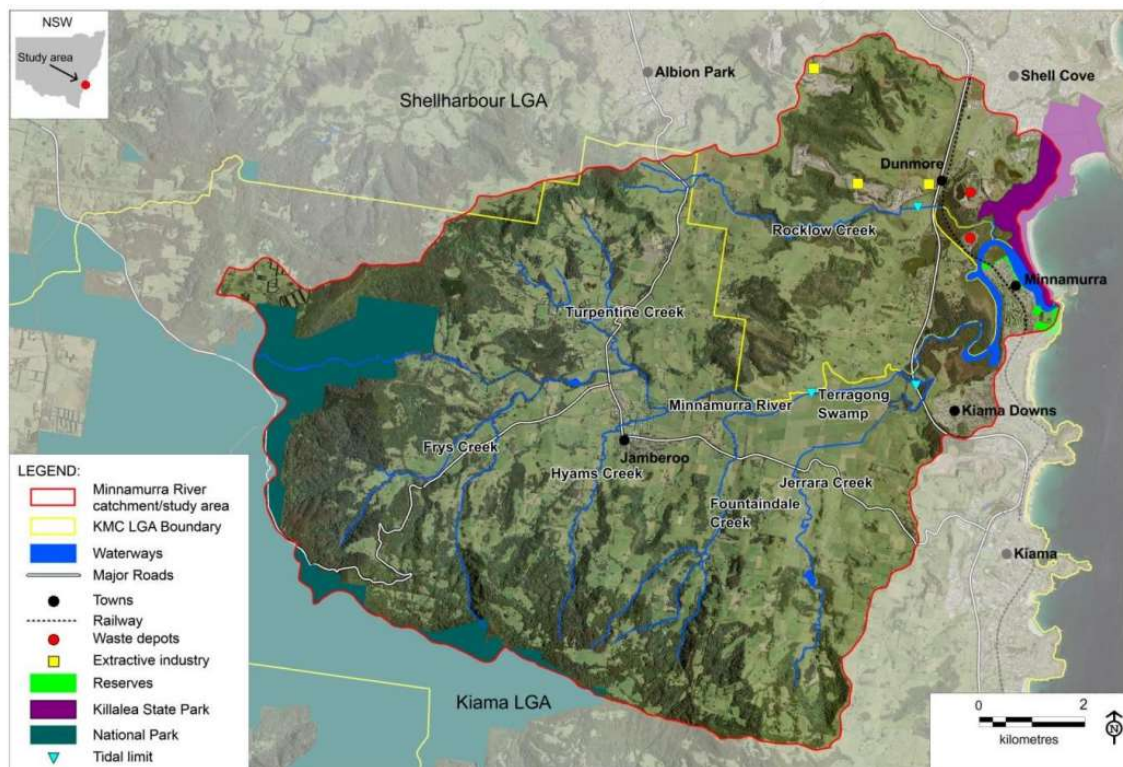 NSW
Study area
Albion Park
Shell Cove
Shellharbour LGA
Dunmore
Rocklow Creek
Minnamurra
Turpentine Creek
Minnamurra River
Terragong
Swamp
Kiama Downs
Frys Creek
Jamberoo
Hyams Creek
Jerrara Creek
Fountaindale
Creek
Kiama
Kiama LGA
LEGEND:
Minnamurra River
catchment/study area
KMC LGA Boundary
Waterways
Major Roads
Towns
Railway
Waste depots
Extractive industry
Reserves
Killalea State Park
National Park
Tidal limit
0 2
kilometres
N